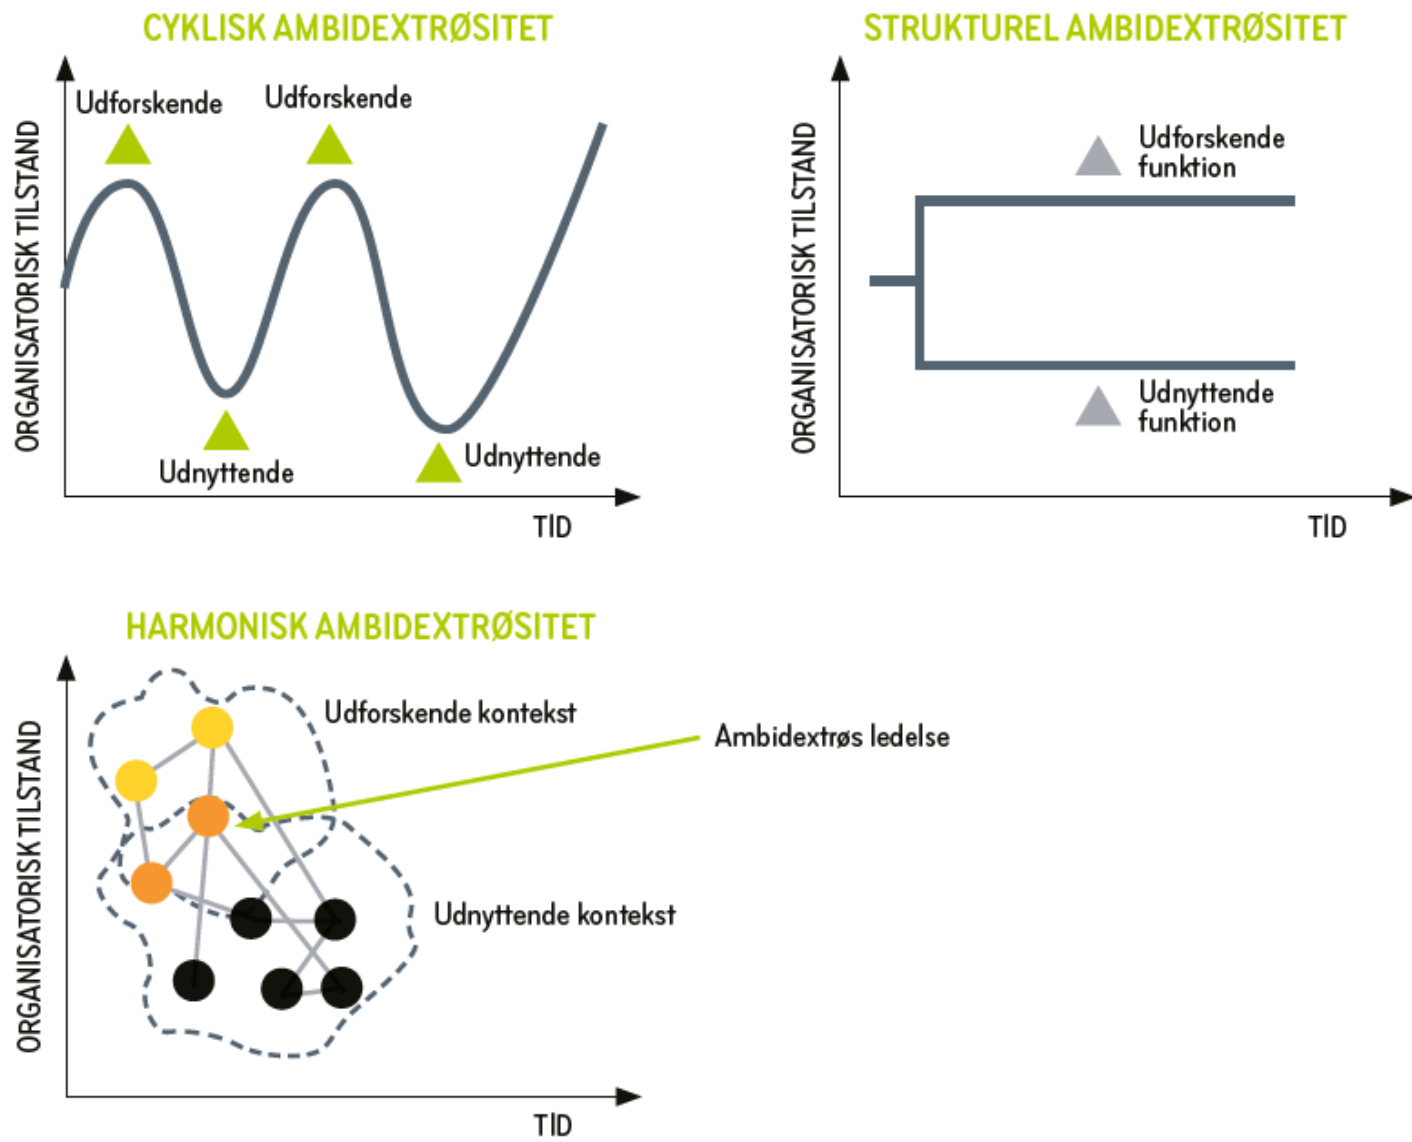 CYKLISK AMBIDEXTRØSITET
ORGANISATORISK TILSTAND
Udforskende
Udforskende
Udnyttende
Udnyttende
TID
STRUKTUREL AMBIDEXTRØSITET
ORGANISATORISK TILSTAND
Udforskende
funktion
Udnyttende
funktion
TID
HARMONISK AMBIDEXTRØSITET
ORGANISATORISK TILSTAND
Udforskende kontekst
Ambidextrøs ledelse
Udnyttende kontekst
TID